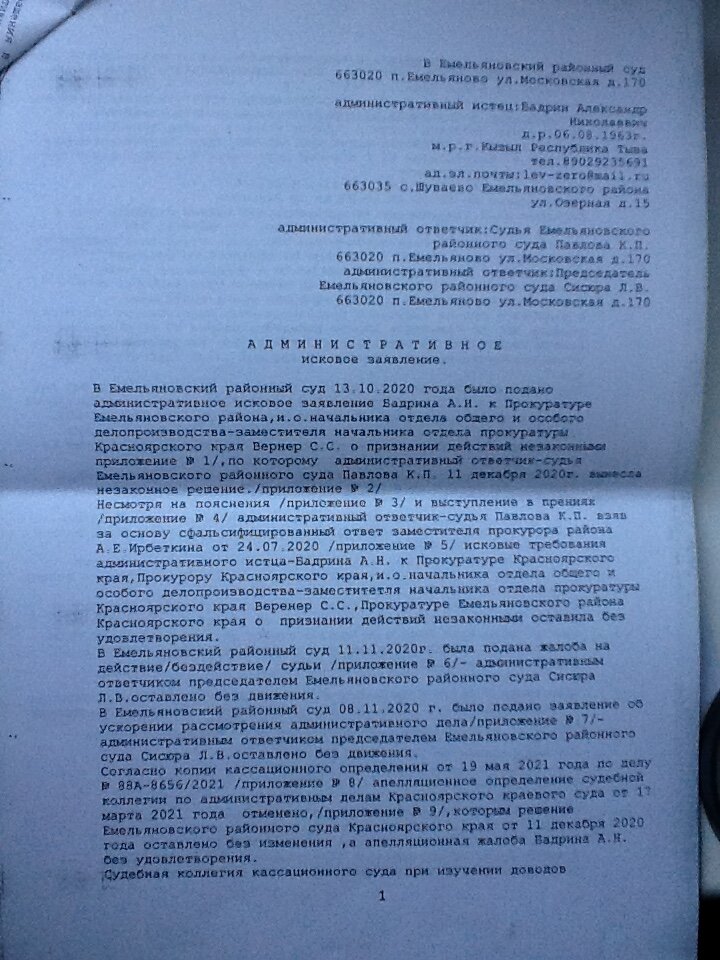 В Емельяновский районный суд
663020 п.Емельяново ул.Московская д.170
административный истец:Бадрин Александр
Николаевич
д.р.06.08.1963г.
м.р.г.Кызыл Республика Тыва
тел.89029235691
ад.эл.почты:lev-zero@mail.ru
663035 с.Шуваево Емельяновского района
ул.Озерная д.15
административный ответчик:Судья Емельяновского
районного суда Павлова К.П.
663020 п.Емельяново ул.Московская д.170
административный ответчик:Председатель
Емельяновского районного суда Сисюра Л.В.
663020 п.Емельяново ул.Московская д.170
А Д М И Н И С Т Р А Т И В Н О Е
исковое заявление.
В Емельяновский районный суд 13.10.2020 года было подано
административное исковое заявление Бадрина А.Н. к Прокуратуре
Емельяновского района,и.о.начальника отдела общего и особого
делопроизводства-заместителя начальника отдела прокуратуры
Красноярского края Вернер С.С. о признании действий незаконными
приложение № 1/,по которому административный ответчик-судья
Емельяновского районного суда Павлова К.П. 11 декабря 2020г. вынесла
незаконное решение./приложение № 2/
Несмотря на пояснения /приложение № 3/ и выступление в прениях
/приложение № 4/ административный ответчик-судья Павлова К.П. взяв
за основу сфальсифицированный ответ заместителя прокурора района
А.Е.Ирбеткина от 24.07.2020 /приложение № 5/ исковые требования
административного истца-Бадрина А.Н. к Прокуратуре Красноярского
края,Прокурору Красноярского края,и.о.начальника отдела общего и
особого делопроизводства-заместитетля начальника отдела прокуратуры
Красноярского края Веренер С.С.,Прокуратуре Емельяновского района
Красноярского края о признании действий незаконными оставила без
удовлетворения.
В Емельяновский районный суд 11.11.2020г. была подана жалоба на
действие/бездействие/ судьи /приложение № 6/- административным
ответчиком председателем Емельяновского районного суда Сисюра
Л.В.оставлено без движения.
В Емельяновский районный суд 08.11.2020 г. было подано заявление об
ускорении рассмотрения административного дела/приложение № 7/-
административным ответчиком председателем Емельяновского районного
суда Сисюра Л.В.оставлено без движения.
Согласно копии кассационного определения от 19 мая 2021 года по делу
№ 88А-8656/2021 /приложение № 8/ апелляционное определение судебной
коллегии по административным делам Красноярского краевого суда от 17
марта 2021 года отменено,/приложение № 9/,которым решение
Емельяновского районного суда Красноярского края от 11 декабря 2020
года оставлено без изменения ,а апелляционная жалоба Бадрина А.Н.
без удовлетворения.
Судебная коллегия кассационного суда при изучении доводов
1